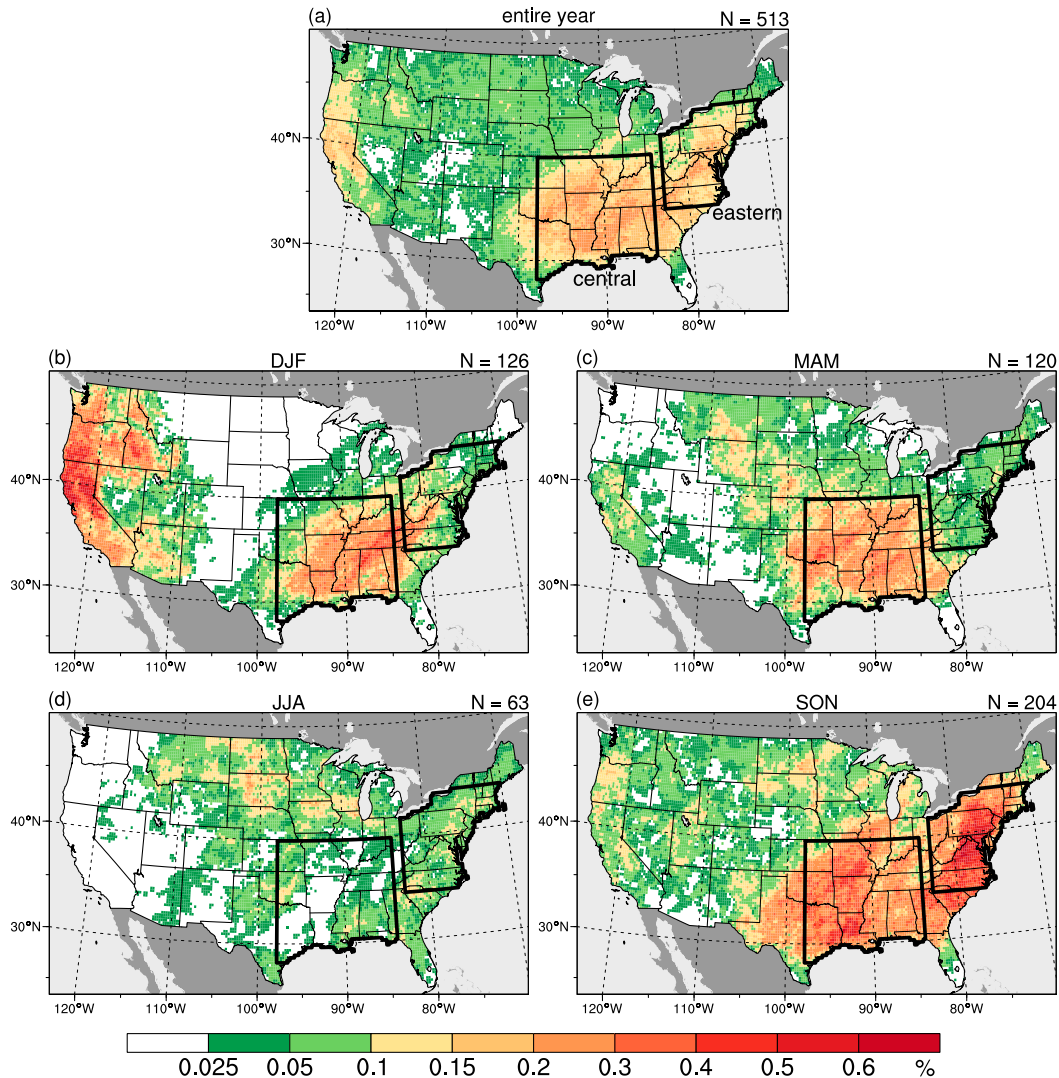 (a) entire year N = 513
40°N
30°N
eastern
central
120°W 110°W 100°W 90°W 80°W
(b) DJF N = 126
(c) MAM N = 120
40°N
30°N
40°N
30°N
120°W 110°W 100°W 90°W 80°W
120°W 110°W 100°W 90°W 80°W
(d) JJA N = 63
(e) SON N = 204
40°N
30°N
40°N
30°N
120°W 110°W 100°W 90°W 80°W
120°W 110°W 100°W 90°W 80°W
0.025 0.05 0.1 0.15 0.2 0.3 0.4 0.5 0.6 %